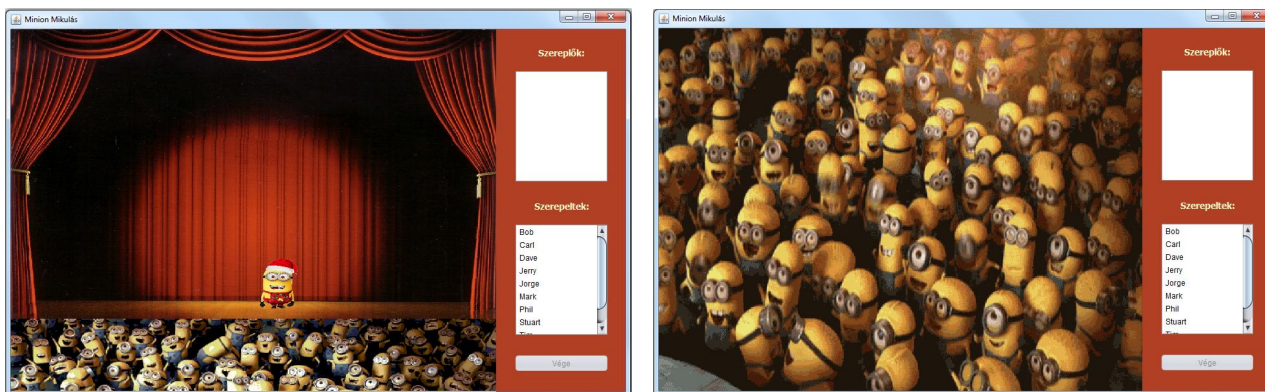 Minion Mikulás
Szereplők:
Szerepeltek:
Bob
Carl
Dave
Jerry
Jorge
Mark
Phil
Stuart
Vége
Minion Mikulás
Szereplők:
Szerepeltek:
Bob
Carl
Dave
Jerry
Jorge
Mark
Phil
Stuart
Vége